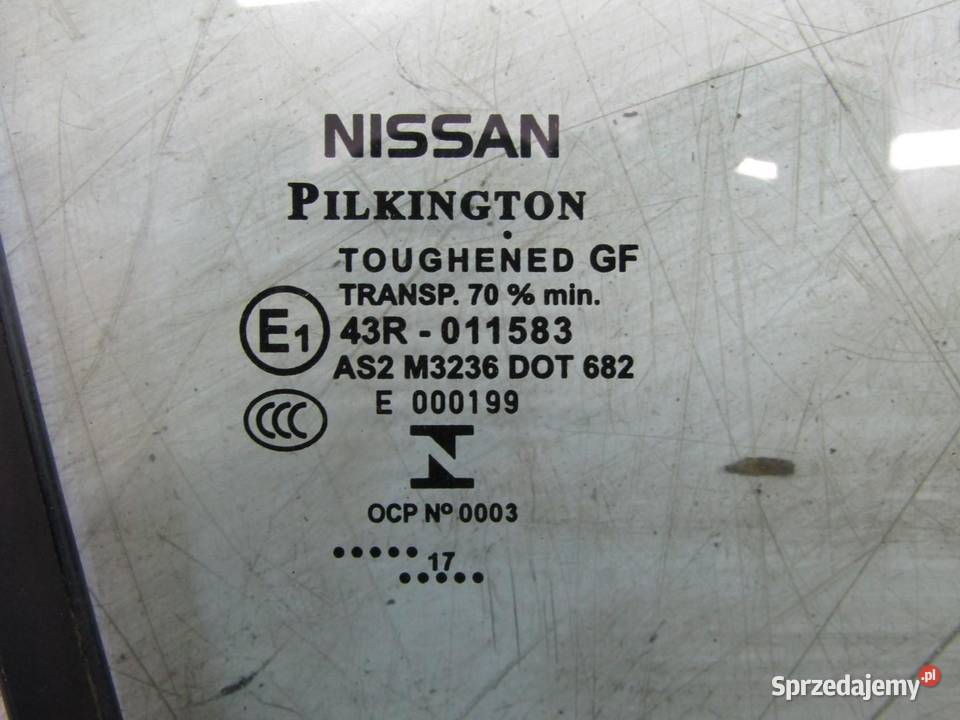 NISSAN
PILKINGTON
TOUGHENED GF
TRANSP. 70 % min.
E1 43R - 011583
AS2 M3236 DOT 682
CCC E 000199
N
OCP Nº 0003
••••• 17 •••••
Sprzedajemy.pl